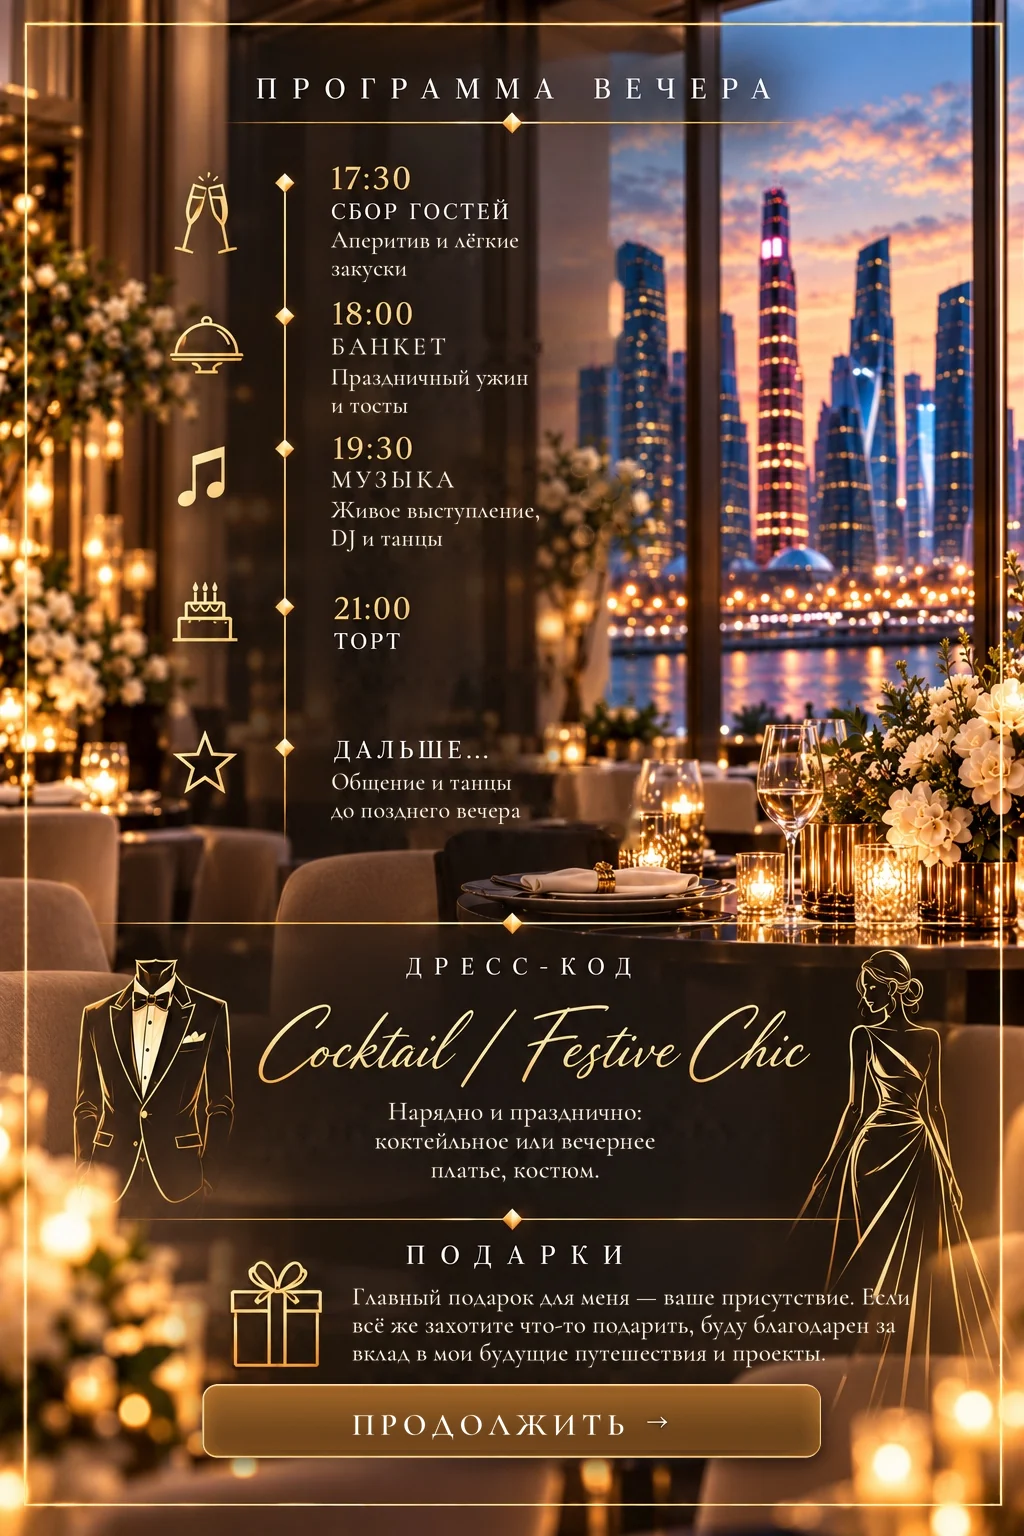 ПРОГРАММА ВЕЧЕРА
17:30
СБОР ГОСТЕЙ
Аперитив и лёгкие
закуски
18:00
БАНКЕТ
Праздничный ужин
и тосты
19:30
МУЗЫКА
Живое выступление,
DJ и танцы
21:00
ТОРТ
ДАЛЬШЕ...
Общение и танцы
до позднего вечера
ДРЕСС-КОД
Cocktail / Festive Chic
Нарядно и празднично:
коктейльное или вечернее
платье, костюм.
ПОДАРКИ
Главный подарок для меня — ваше присутствие. Если
всё же захотите что-то подарить, буду благодарен за
вклад в мои будущие путешествия и проекты.
ПРОДОЛЖИТЬ →